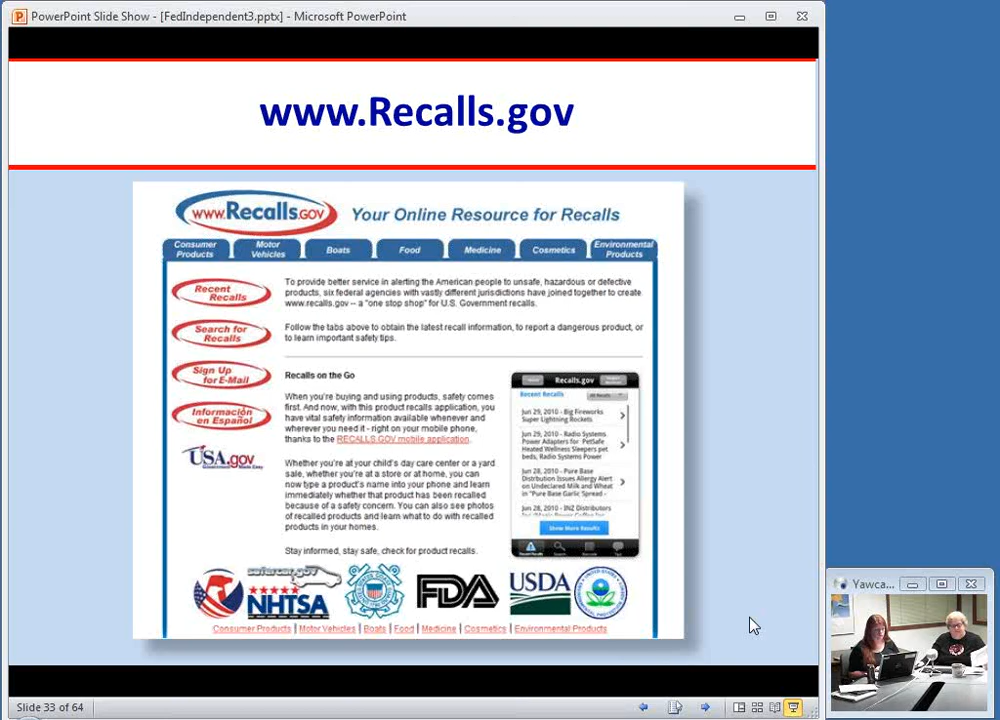 PowerPoint Slide Show - [FedIndependent3.pptx] - Microsoft PowerPoint
www.Recalls.gov
www.Recalls.gov
Your Online Resource for Recalls
Consumer Products
Motor Vehicles
Boats
Food
Medicine
Cosmetics
Environmental Products
Recent Recalls
Search for Recalls
Sign Up for E-Mail
Información en Español
USA.gov
To provide better service in alerting the American people to unsafe, hazardous or defective
products, six federal agencies with vastly different jurisdictions have joined together to create
www.recalls.gov -- a "one stop shop" for U.S. Government recalls.
Follow the tabs above to obtain the latest recall information, to report a dangerous product, or
to learn important safety tips.
Recalls on the Go
When you're buying and using products, safety comes
first. And now, with this product recalls application, you
have vital safety information available whenever and
wherever you need it - right on your mobile phone,
thanks to the RECALLS.GOV mobile application.
Whether you're at your child's day care center or a yard
sale, whether you're at a store or at home, you can
now type a product's name into your phone and learn
immediately whether that product has been recalled
because of a safety concern. You can also see photos
of recalled products and learn what to do with recalled
products in your homes.
Stay informed, stay safe, check for product recalls.
Recalls.gov
Recent Recalls
All Recalls
Jun 29, 2010 - Big Fireworks
Super Lightning Rockets
Jun 29, 2010 - Radio Systems
Power Adapters for PetSafe
Heated Wellness Sleepers pet
beds, Radio Systems Power
Jun 28, 2010 - Pure Base
Distribution Issues Allergy Alert
on Undeclared Milk and Wheat
in "Pure Base Garlic Spread -
Jun 28, 2010 - INZ Distributors
Show More Results
safercar.gov
NHTSA
FDA
USDA
Consumer Products | Motor Vehicles | Boats | Food | Medicine | Cosmetics | Environmental Products
Slide 33 of 64
Yawca...